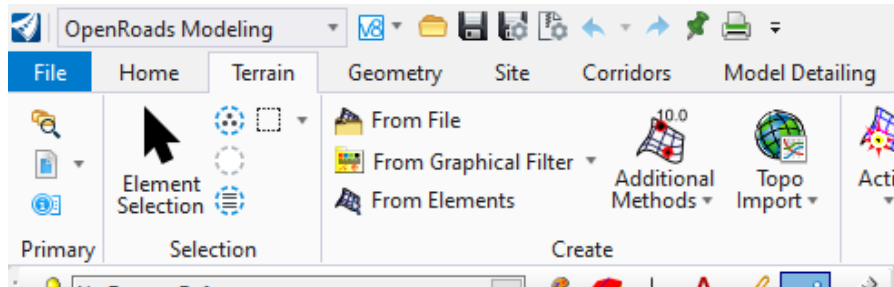 OpenRoads Modeling
File Home Terrain Geometry Site Corridors Model Detailing
From File
10.0
From Graphical Filter
Element Selection
Additional Methods
Topo Import
From Elements
Primary Selection Create